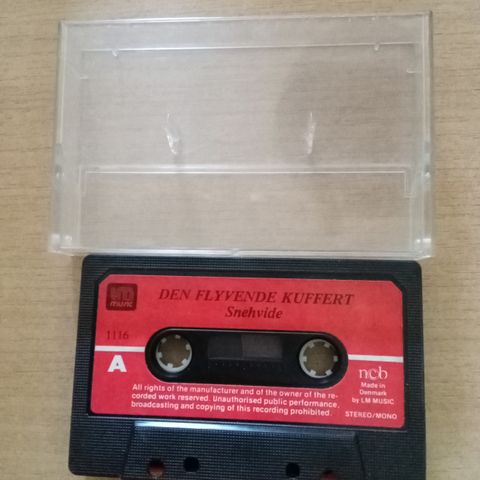 LM
music
DEN FLYVENDE KUFFERT
Snehvide
1116
A
All rights of the manufacturer and of the owner of the re-
corded work reserved. Unauthorised public performance,
broadcasting and copying of this recording prohibited.
ncb
Made in
Denmark
by LM MUSIC
STEREO/MONO